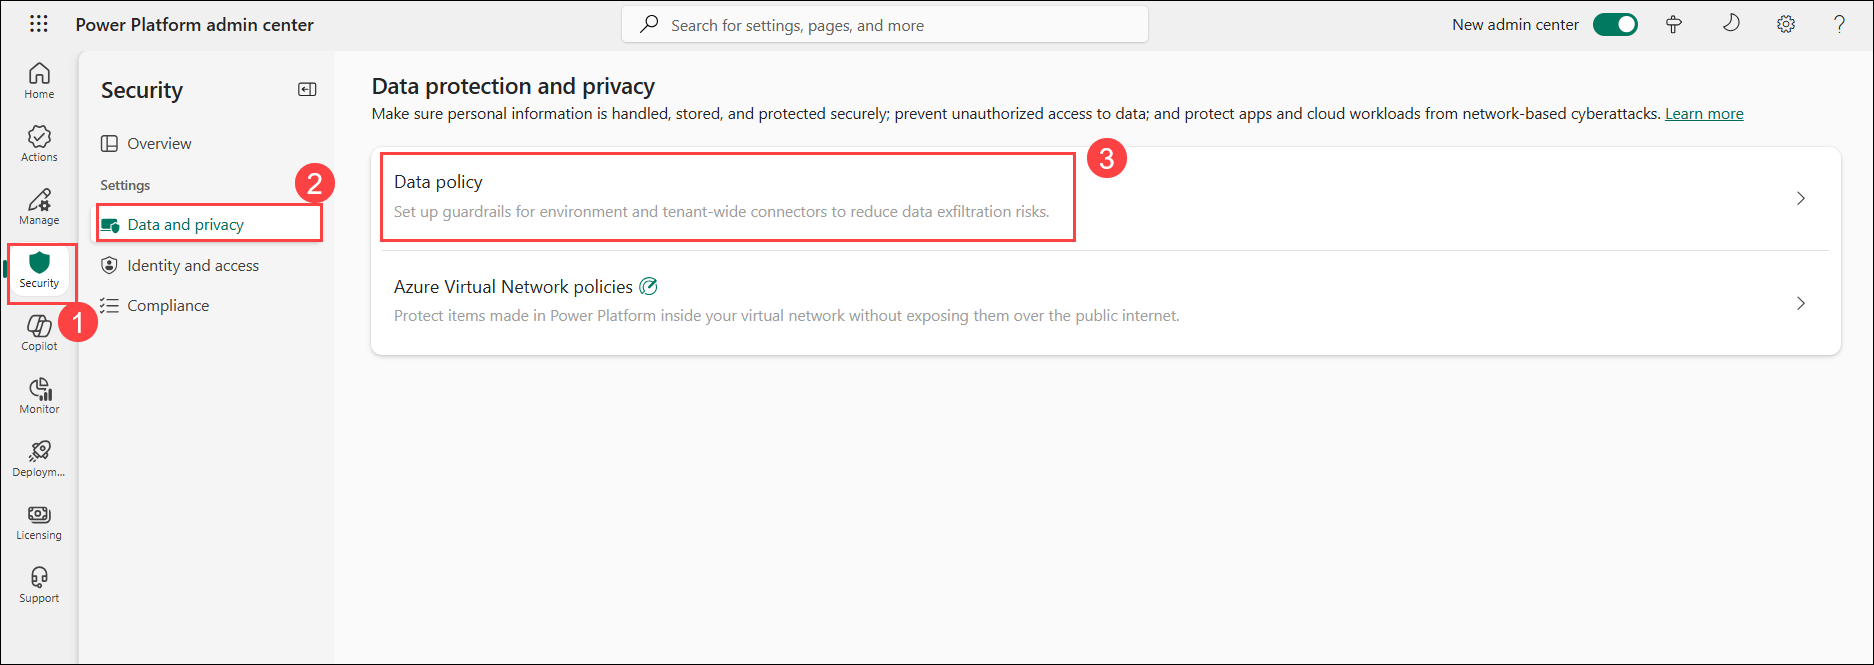 Power Platform admin center
Search for settings, pages, and more
New admin center
Home
Actions
Manage
Security
1
Copilot
Monitor
Deploym...
Licensing
Support
Security
Overview
Settings
2
Data and privacy
Identity and access
Compliance
Data protection and privacy
Make sure personal information is handled, stored, and protected securely; prevent unauthorized access to data; and protect apps and cloud workloads from network-based cyberattacks. Learn more
3
Data policy
Set up guardrails for environment and tenant-wide connectors to reduce data exfiltration risks.
Azure Virtual Network policies
Protect items made in Power Platform inside your virtual network without exposing them over the public internet.